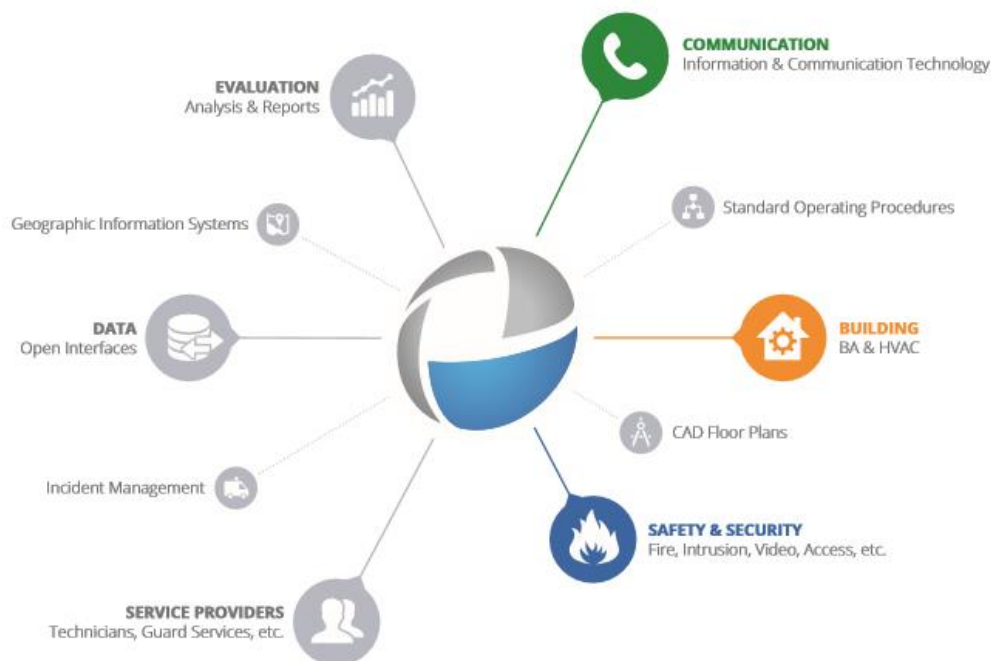 COMMUNICATION
Information & Communication Technology
EVALUATION
Analysis & Reports
Geographic Information Systems
Standard Operating Procedures
DATA
Open Interfaces
BUILDING
BA & HVAC
CAD Floor Plans
Incident Management
SAFETY & SECURITY
Fire, Intrusion, Video, Access, etc.
SERVICE PROVIDERS
Technicians, Guard Services, etc.